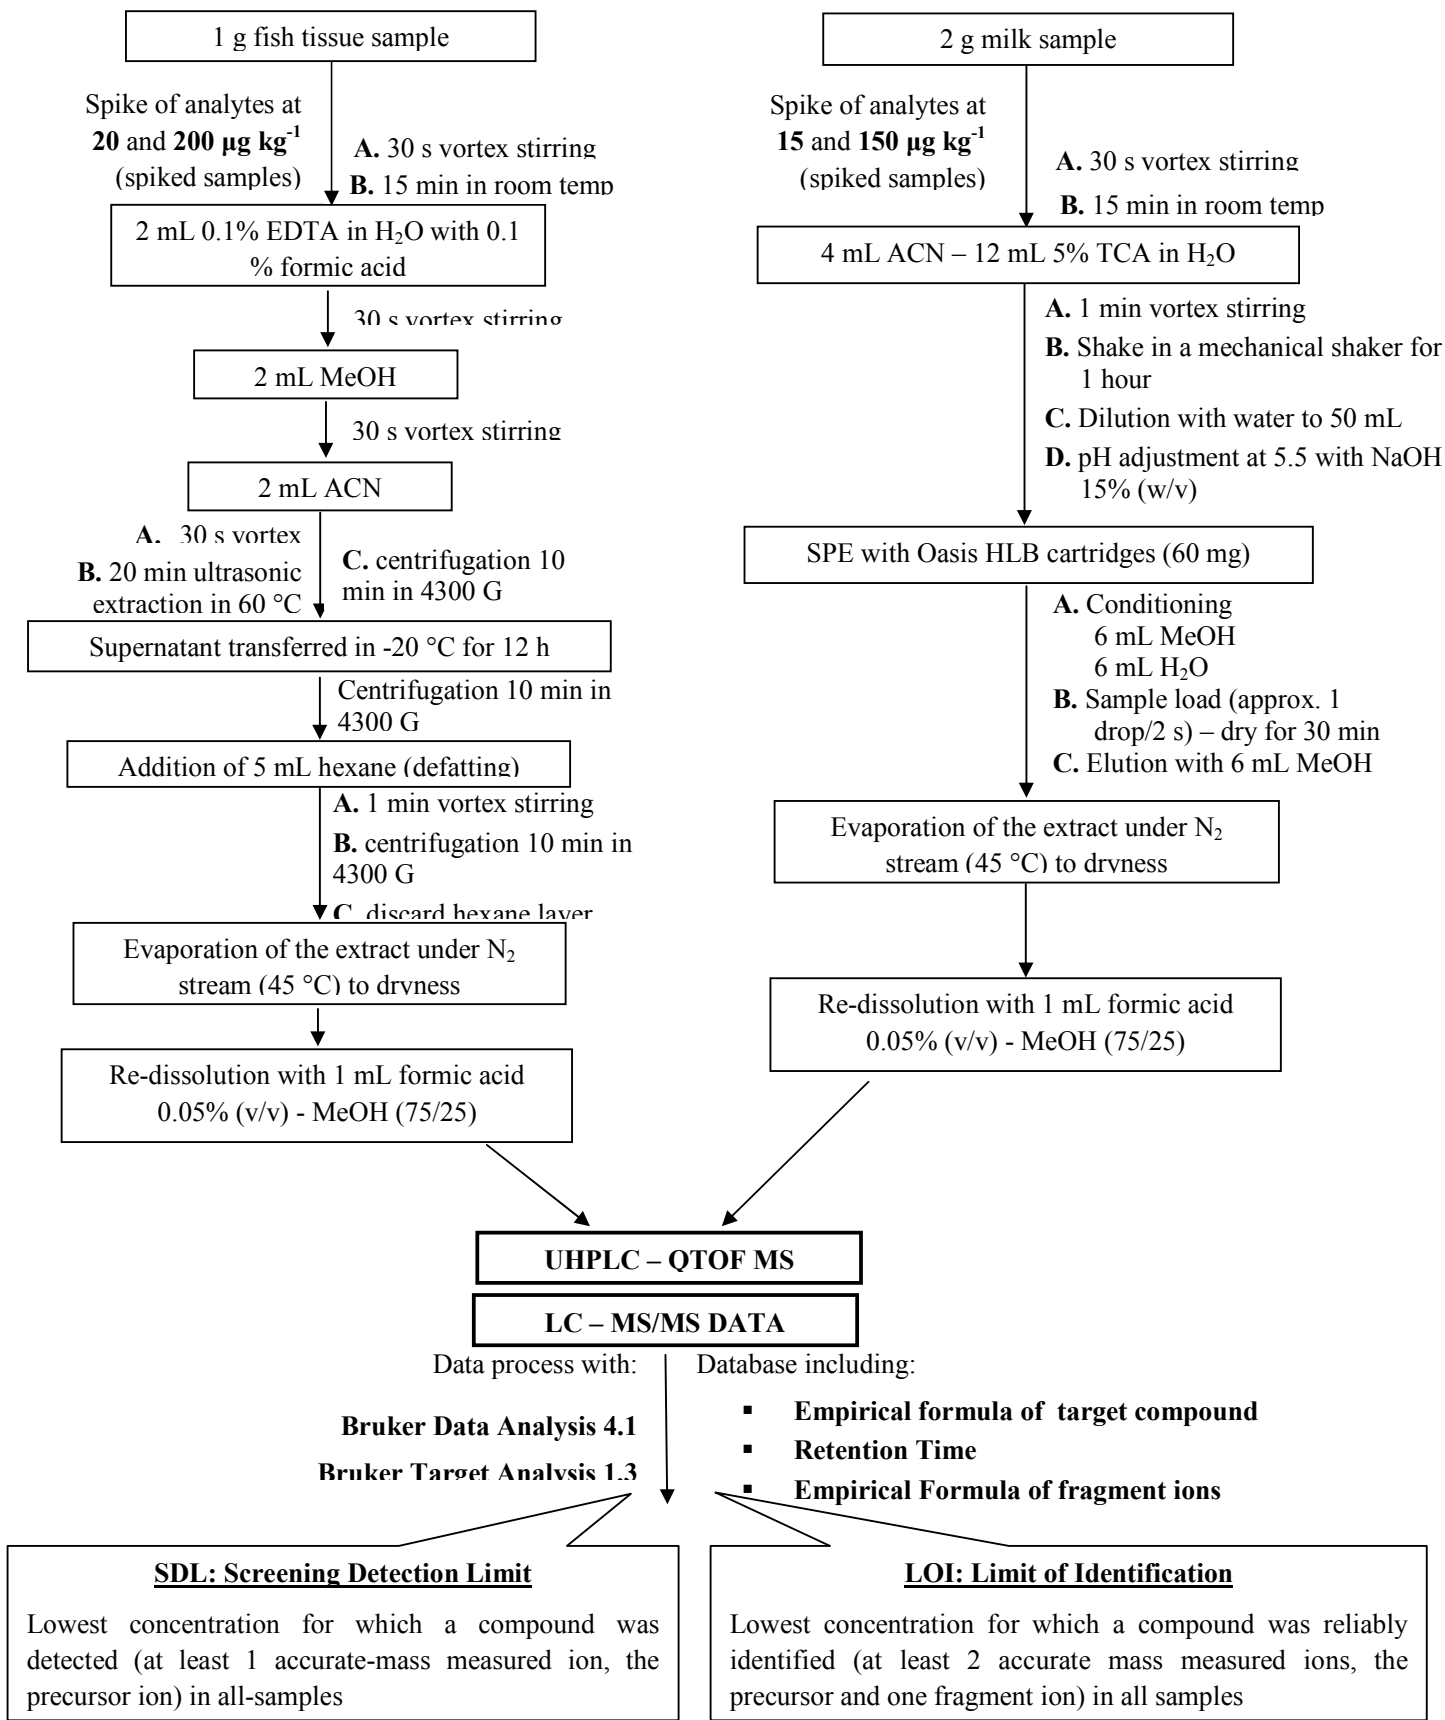 1 g fish tissue sample
Spike of analytes at
20 and 200 µg kg⁻¹
(spiked samples)
A. 30 s vortex stirring
B. 15 min in room temp
2 mL 0.1% EDTA in H₂O with 0.1
% formic acid
30 s vortex stirring
2 mL MeOH
30 s vortex stirring
2 mL ACN
A. 30 s vortex
B. 20 min ultrasonic
extraction in 60 °C
C. centrifugation 10
min in 4300 G
Supernatant transferred in -20 °C for 12 h
Centrifugation 10 min in
4300 G
Addition of 5 mL hexane (defatting)
A. 1 min vortex stirring
B. centrifugation 10 min in
4300 G
C. discard hexane layer
Evaporation of the extract under N₂
stream (45 °C) to dryness
Re-dissolution with 1 mL formic acid
0.05% (v/v) - MeOH (75/25)
2 g milk sample
Spike of analytes at
15 and 150 µg kg⁻¹
(spiked samples)
A. 30 s vortex stirring
B. 15 min in room temp
4 mL ACN – 12 mL 5% TCA in H₂O
A. 1 min vortex stirring
B. Shake in a mechanical shaker for
1 hour
C. Dilution with water to 50 mL
D. pH adjustment at 5.5 with NaOH
15% (w/v)
SPE with Oasis HLB cartridges (60 mg)
A. Conditioning
6 mL MeOH
6 mL H₂O
B. Sample load (approx. 1
drop/2 s) – dry for 30 min
C. Elution with 6 mL MeOH
Evaporation of the extract under N₂
stream (45 °C) to dryness
Re-dissolution with 1 mL formic acid
0.05% (v/v) - MeOH (75/25)
UHPLC – QTOF MS
LC – MS/MS DATA
Data process with:
Bruker Data Analysis 4.1
Bruker Target Analysis 1.3
Database including:
▪ Empirical formula of target compound
▪ Retention Time
▪ Empirical Formula of fragment ions
SDL: Screening Detection Limit
Lowest concentration for which a compound was
detected (at least 1 accurate-mass measured ion, the
precursor ion) in all-samples
LOI: Limit of Identification
Lowest concentration for which a compound was reliably
identified (at least 2 accurate mass measured ions, the
precursor and one fragment ion) in all samples